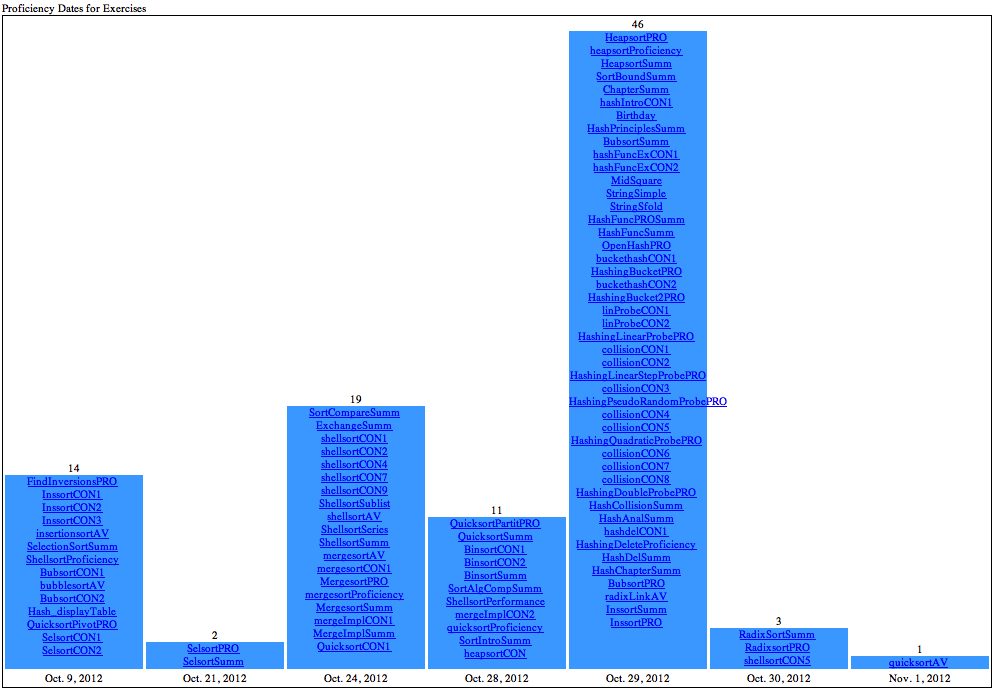 Proficiency Dates for Exercises
14
FindInversionsPRO
InssortCON1
InssortCON2
InssortCON3
insertionsortAV
SelectionSortSumm
ShellsortProficiency
BubsortCON1
bubblesortAV
BubsortCON2
Hash_displayTable
QuicksortPivotPRO
SelsortCON1
SelsortCON2
Oct. 9, 2012
2
SelsortPRO
SelsortSumm
Oct. 21, 2012
19
SortCompareSumm
ExchangeSumm
shellsortCON1
shellsortCON2
shellsortCON4
shellsortCON7
shellsortCON9
ShellsortSublist
shellsortAV
ShellsortSeries
ShellsortSumm
mergesortAV
mergesortCON1
MergesortPRO
mergesortProficiency
MergesortSumm
mergeImplCON1
MergeImplSumm
QuicksortCON1
Oct. 24, 2012
11
QuicksortPartitPRO
QuicksortSumm
BinsortCON1
BinsortCON2
BinsortSumm
SortAlgCompSumm
ShellsortPerformance
mergeImplCON2
quicksortProficiency
SortIntroSumm
heapsortCON
Oct. 28, 2012
46
HeapsortPRO
heapsortProficiency
HeapsortSumm
SortBoundSumm
ChapterSumm
hashIntroCON1
Birthday
HashPrinciplesSumm
BubsortSumm
hashFuncExCON1
hashFuncExCON2
MidSquare
StringSimple
StringSfold
HashFuncPROSumm
HashFuncSumm
OpenHashPRO
buckethashCON1
HashingBucketPRO
buckethashCON2
HashingBucket2PRO
linProbeCON1
linProbeCON2
HashingLinearProbePRO
collisionCON1
collisionCON2
HashingLinearStepProbePRO
collisionCON3
HashingPseudoRandomProbePRO
collisionCON4
collisionCON5
HashingQuadraticProbePRO
collisionCON6
collisionCON7
collisionCON8
HashingDoubleProbePRO
HashCollisionSumm
HashAnalSumm
hashdelCON1
HashingDeleteProficiency
HashDelSumm
HashChapterSumm
BubsortPRO
radixLinkAV
InssortSumm
InssortPRO
Oct. 29, 2012
3
RadixSortSumm
RadixsortPRO
shellsortCON5
Oct. 30, 2012
1
quicksortAV
Nov. 1, 2012